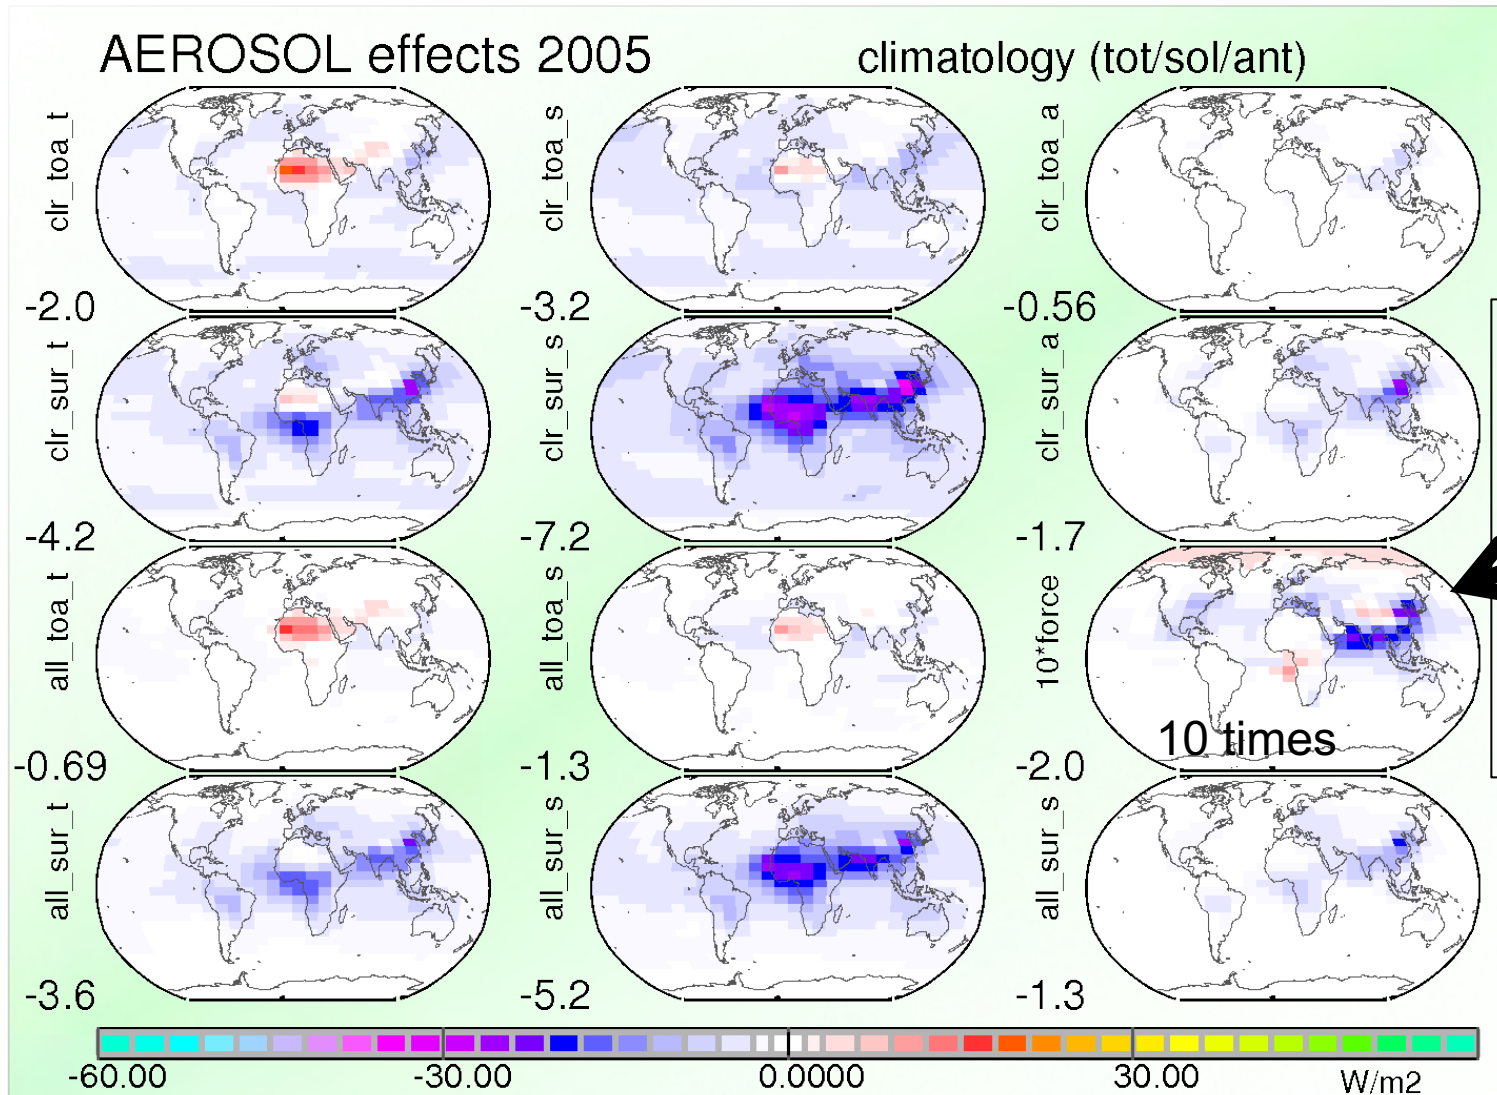 AEROSOL effects 2005
climatology (tot/sol/ant)
clr_toa_t
clr_toa_s
clr_toa_a
-2.0
-3.2
-0.56
clr_sur_t
clr_sur_s
clr_sur_a
-4.2
-7.2
-1.7
all_toa_t
all_toa_s
10*force
10 times
-0.69
-1.3
-2.0
all_sur_t
all_sur_s
all_sur_s
-3.6
-5.2
-1.3
-60.00
-30.00
0.0000
30.00
W/m2